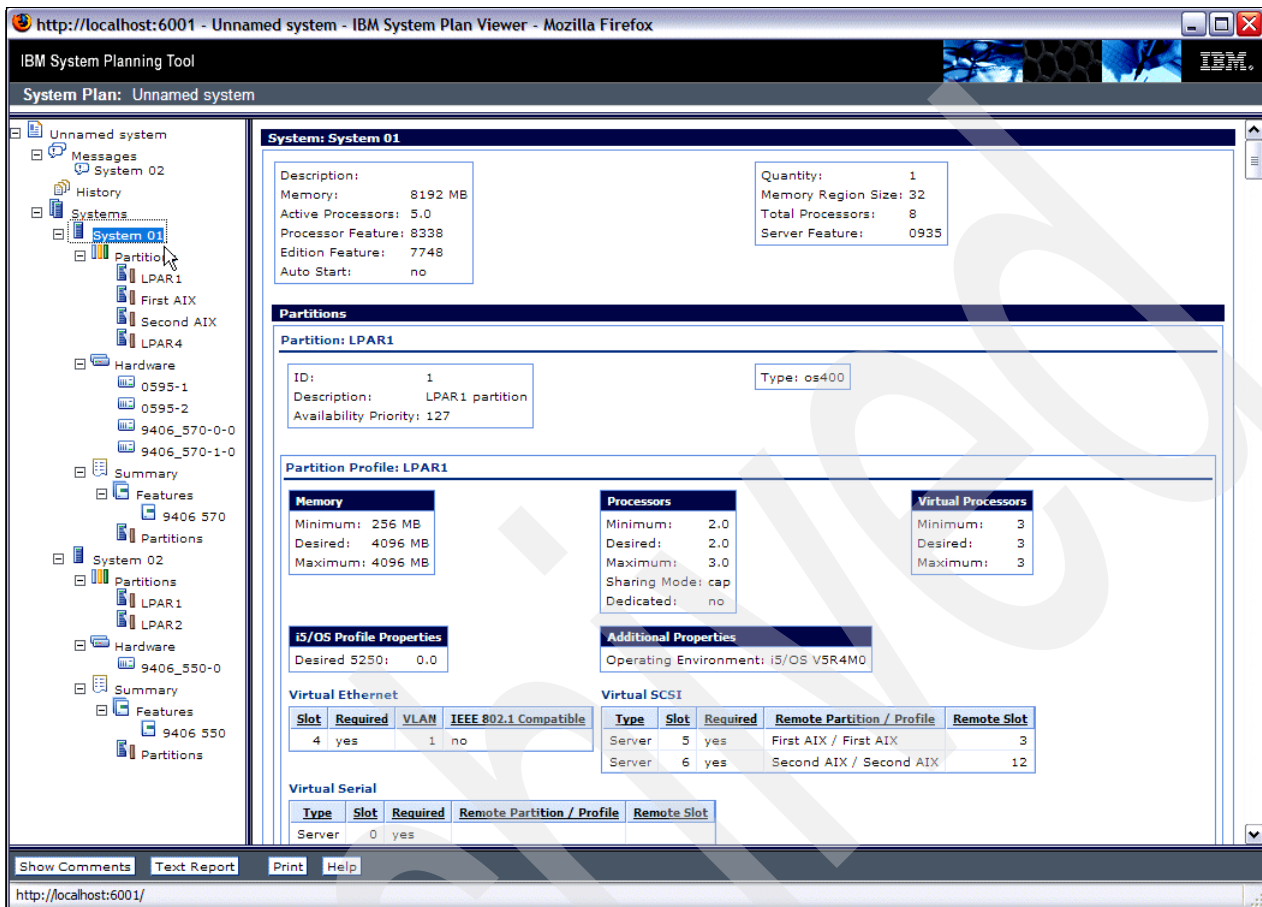 http://localhost:6001 - Unnamed system - IBM System Plan Viewer - Mozilla Firefox
IBM System Planning Tool
IBM.
System Plan: Unnamed system
Unnamed system
Messages
System 02
History
Systems
System 01
Partitions
LPAR1
First AIX
Second AIX
LPAR4
Hardware
0595-1
0595-2
9406_570-0-0
9406_570-1-0
Summary
Features
9406 570
Partitions
System 02
Partitions
LPAR1
LPAR2
Hardware
9406_550-0
Summary
Features
9406 550
Partitions
System: System 01
Description:
Memory: 8192 MB
Active Processors: 5.0
Processor Feature: 8338
Edition Feature: 7748
Auto Start: no
Quantity: 1
Memory Region Size: 32
Total Processors: 8
Server Feature: 0935
Partitions
Partition: LPAR1
ID: 1
Description: LPAR1 partition
Availability Priority: 127
Type: os400
Partition Profile: LPAR1
Memory
Minimum: 256 MB
Desired: 4096 MB
Maximum: 4096 MB
Processors
Minimum: 2.0
Desired: 2.0
Maximum: 3.0
Sharing Mode: cap
Dedicated: no
Virtual Processors
Minimum: 3
Desired: 3
Maximum: 3
i5/OS Profile Properties
Desired 5250: 0.0
Additional Properties
Operating Environment: i5/OS V5R4M0
Virtual Ethernet
Slot Required VLAN IEEE 802.1 Compatible
4 yes 1 no
Virtual SCSI
Type Slot Required Remote Partition / Profile Remote Slot
Server 5 yes First AIX / First AIX 3
Server 6 yes Second AIX / Second AIX 12
Virtual Serial
Type Slot Required Remote Partition / Profile Remote Slot
Server 0 yes
Show Comments Text Report Print Help
http://localhost:6001/